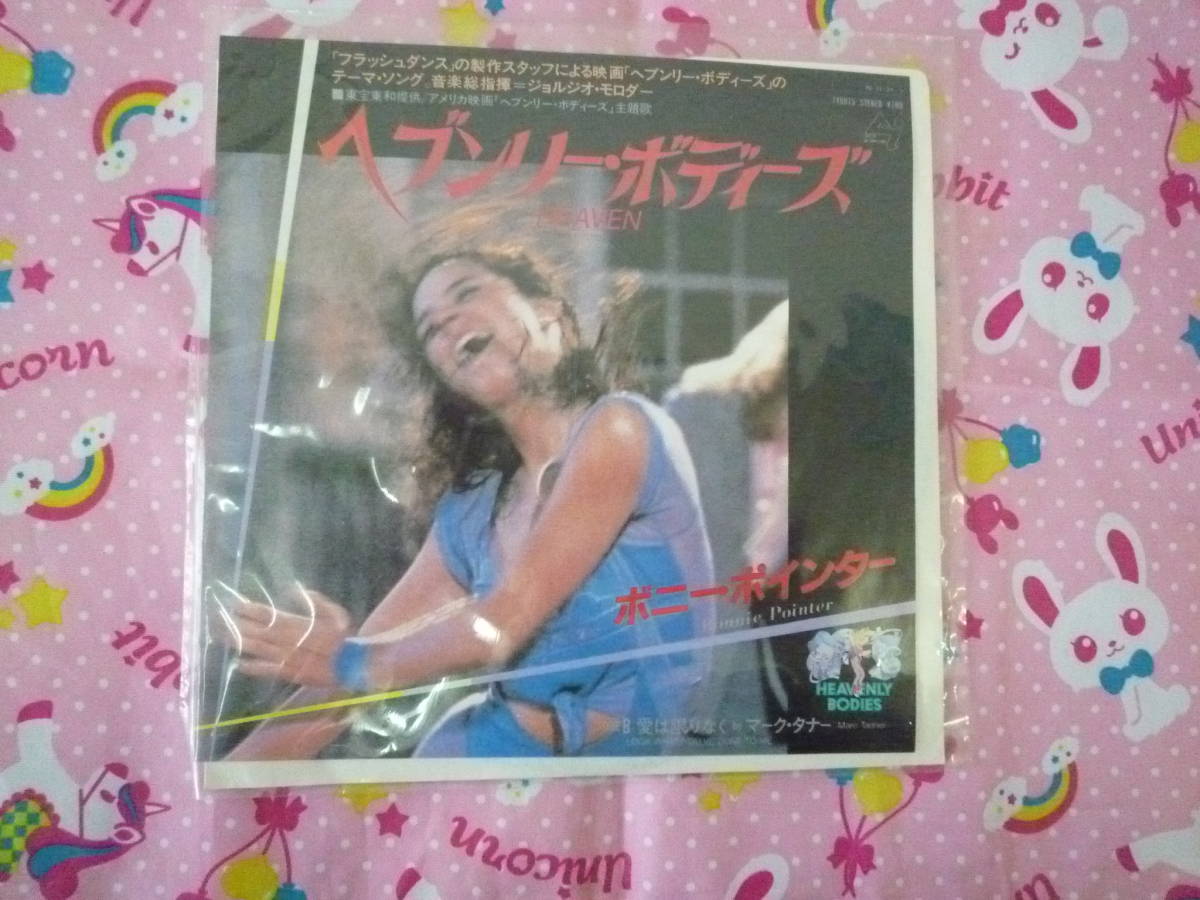 「フラッシュダンス」の製作スタッフによる映画「ヘブンリー・ボディーズ」の
テーマ・ソング。音楽総指揮=ジョルジオ・モロダー
■東宝東和提供/アメリカ映画「ヘブンリー・ボディーズ」主題歌
STEREO
ヘブンリー・ボディーズ
HEAVEN
ボニー・ポインター
Bonnie Pointer
HEAVENLY
BODIES
B 愛は限りなく by マーク・タナー Marc Tanner
corn
Unicorn
bbit
bbit
Un